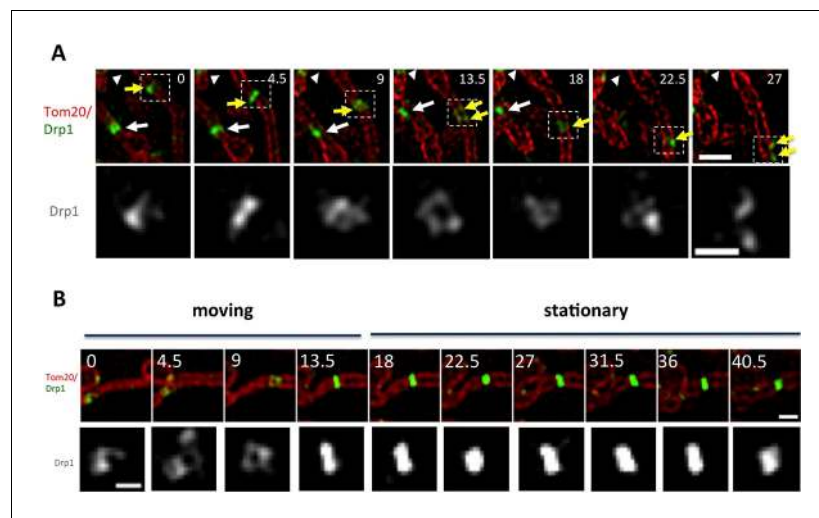 A
0 4.5 9 13.5 18 22.5 27
Tom20/
Drp1
Drp1
B
moving stationary
0 4.5 9 13.5 18 22.5 27 31.5 36 40.5
Tom20/
Drp1
Drp1